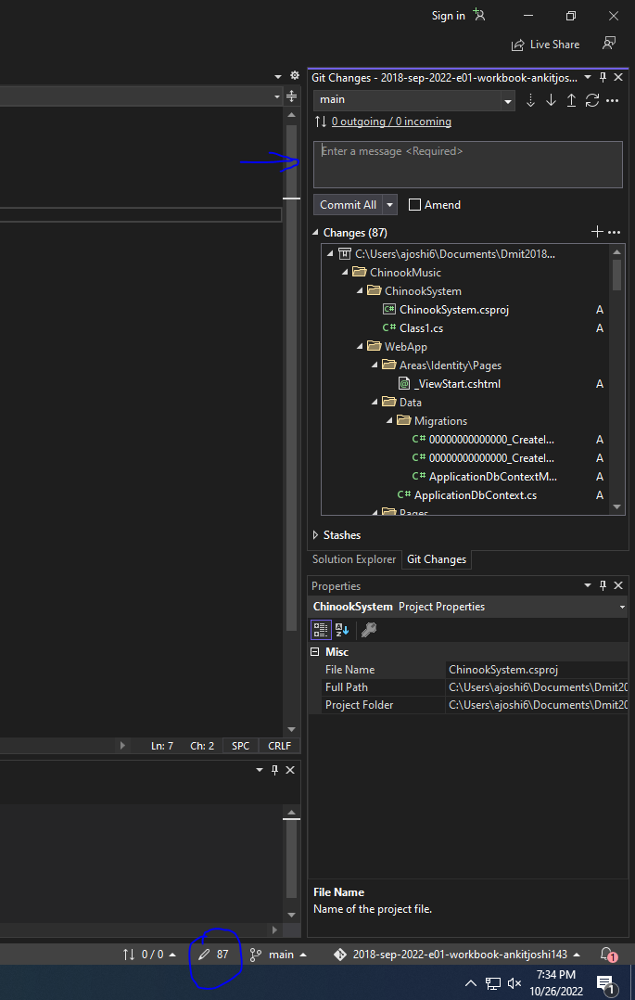 Sign in
Live Share
Git Changes - 2018-sep-2022-e01-workbook-ankitjos...
main
0 outgoing / 0 incoming
Enter a message <Required>
Commit All
Amend
Changes (87)
C:\Users\ajoshi6\Documents\Dmit2018...
ChinookMusic
ChinookSystem
C# ChinookSystem.csproj A
C# Class1.cs A
WebApp
Areas\Identity\Pages
_ViewStart.cshtml A
Data
Migrations
C# 00000000000000_CreateI... A
C# 00000000000000_CreateI... A
C# ApplicationDbContextM... A
C# ApplicationDbContext.cs A
Pages
Stashes
Solution Explorer Git Changes
Properties
ChinookSystem Project Properties
Misc
File Name ChinookSystem.csproj
Full Path C:\Users\ajoshi6\Documents\Dmit20
Project Folder C:\Users\ajoshi6\Documents\Dmit20
Ln: 7 Ch: 2 SPC CRLF
File Name
Name of the project file.
0 / 0 87 main 2018-sep-2022-e01-workbook-ankitjoshi143 1
7:34 PM
10/26/2022 1